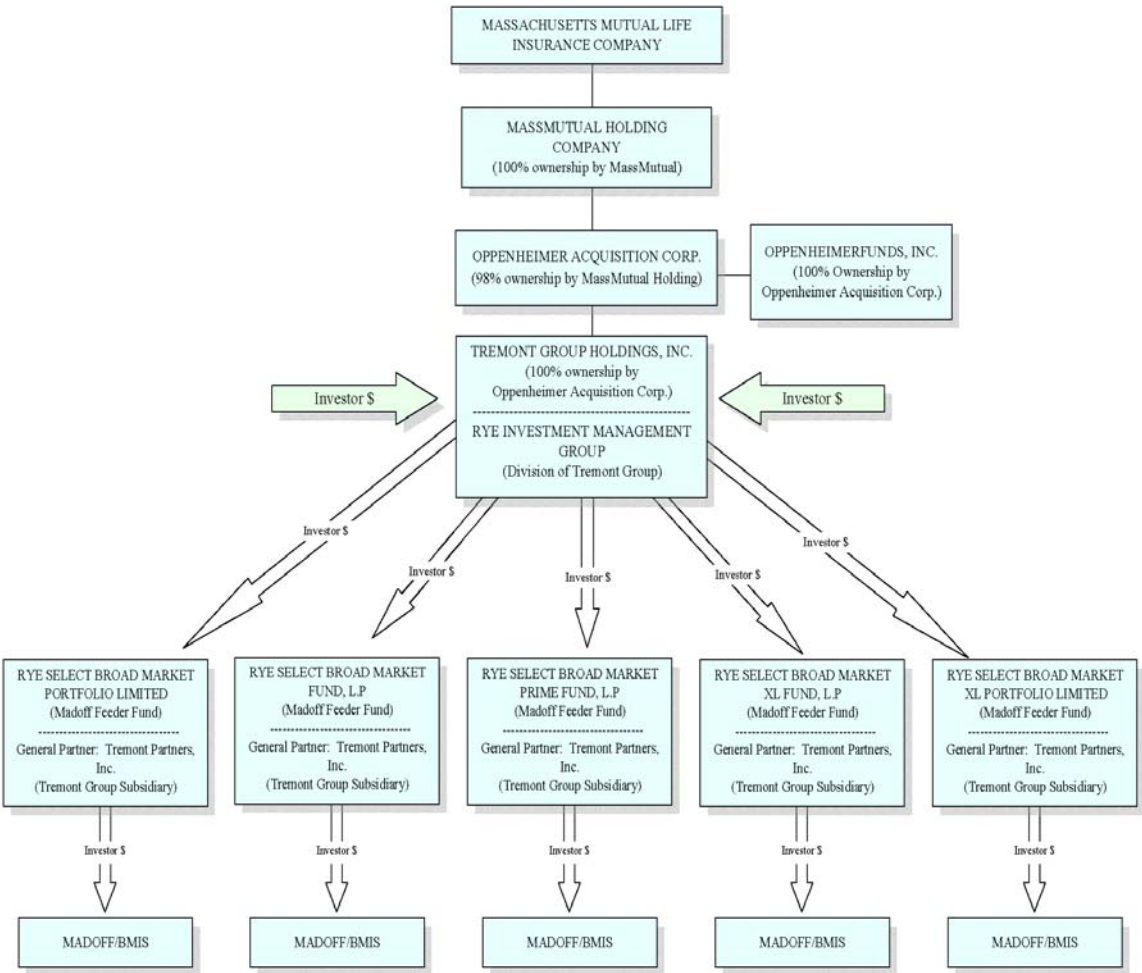 MASSACHUSETTS MUTUAL LIFE
INSURANCE COMPANY
MASSMUTUAL HOLDING
COMPANY
(100% ownership by MassMutual)
OPPENHEIMER ACQUISITION CORP.
(98% ownership by MassMutual Holding)
OPPENHEIMERFUNDS, INC.
(100% Ownership by
Oppenheimer Acquisition Corp.)
TREMONT GROUP HOLDINGS, INC.
(100% ownership by
Oppenheimer Acquisition Corp.)
RYE INVESTMENT MANAGEMENT
GROUP
(Division of Tremont Group)
Investor $
Investor $
Investor $
Investor $
Investor $
Investor $
Investor $
RYE SELECT BROAD MARKET
PORTFOLIO LIMITED
(Madoff Feeder Fund)
General Partner: Tremont Partners,
Inc.
(Tremont Group Subsidiary)
RYE SELECT BROAD MARKET
FUND, L.P
(Madoff Feeder Fund)
General Partner: Tremont Partners,
Inc.
(Tremont Group Subsidiary)
RYE SELECT BROAD MARKET
PRIME FUND, L.P
(Madoff Feeder Fund)
General Partner: Tremont Partners,
Inc.
(Tremont Group Subsidiary)
RYE SELECT BROAD MARKET
XL FUND, L.P
(Madoff Feeder Fund)
General Partner: Tremont Partners,
Inc.
(Tremont Group Subsidiary)
RYE SELECT BROAD MARKET
XL PORTFOLIO LIMITED
(Madoff Feeder Fund)
General Partner: Tremont Partners,
Inc.
(Tremont Group Subsidiary)
Investor $
Investor $
Investor $
Investor $
Investor $
MADOFF/BMIS
MADOFF/BMIS
MADOFF/BMIS
MADOFF/BMIS
MADOFF/BMIS